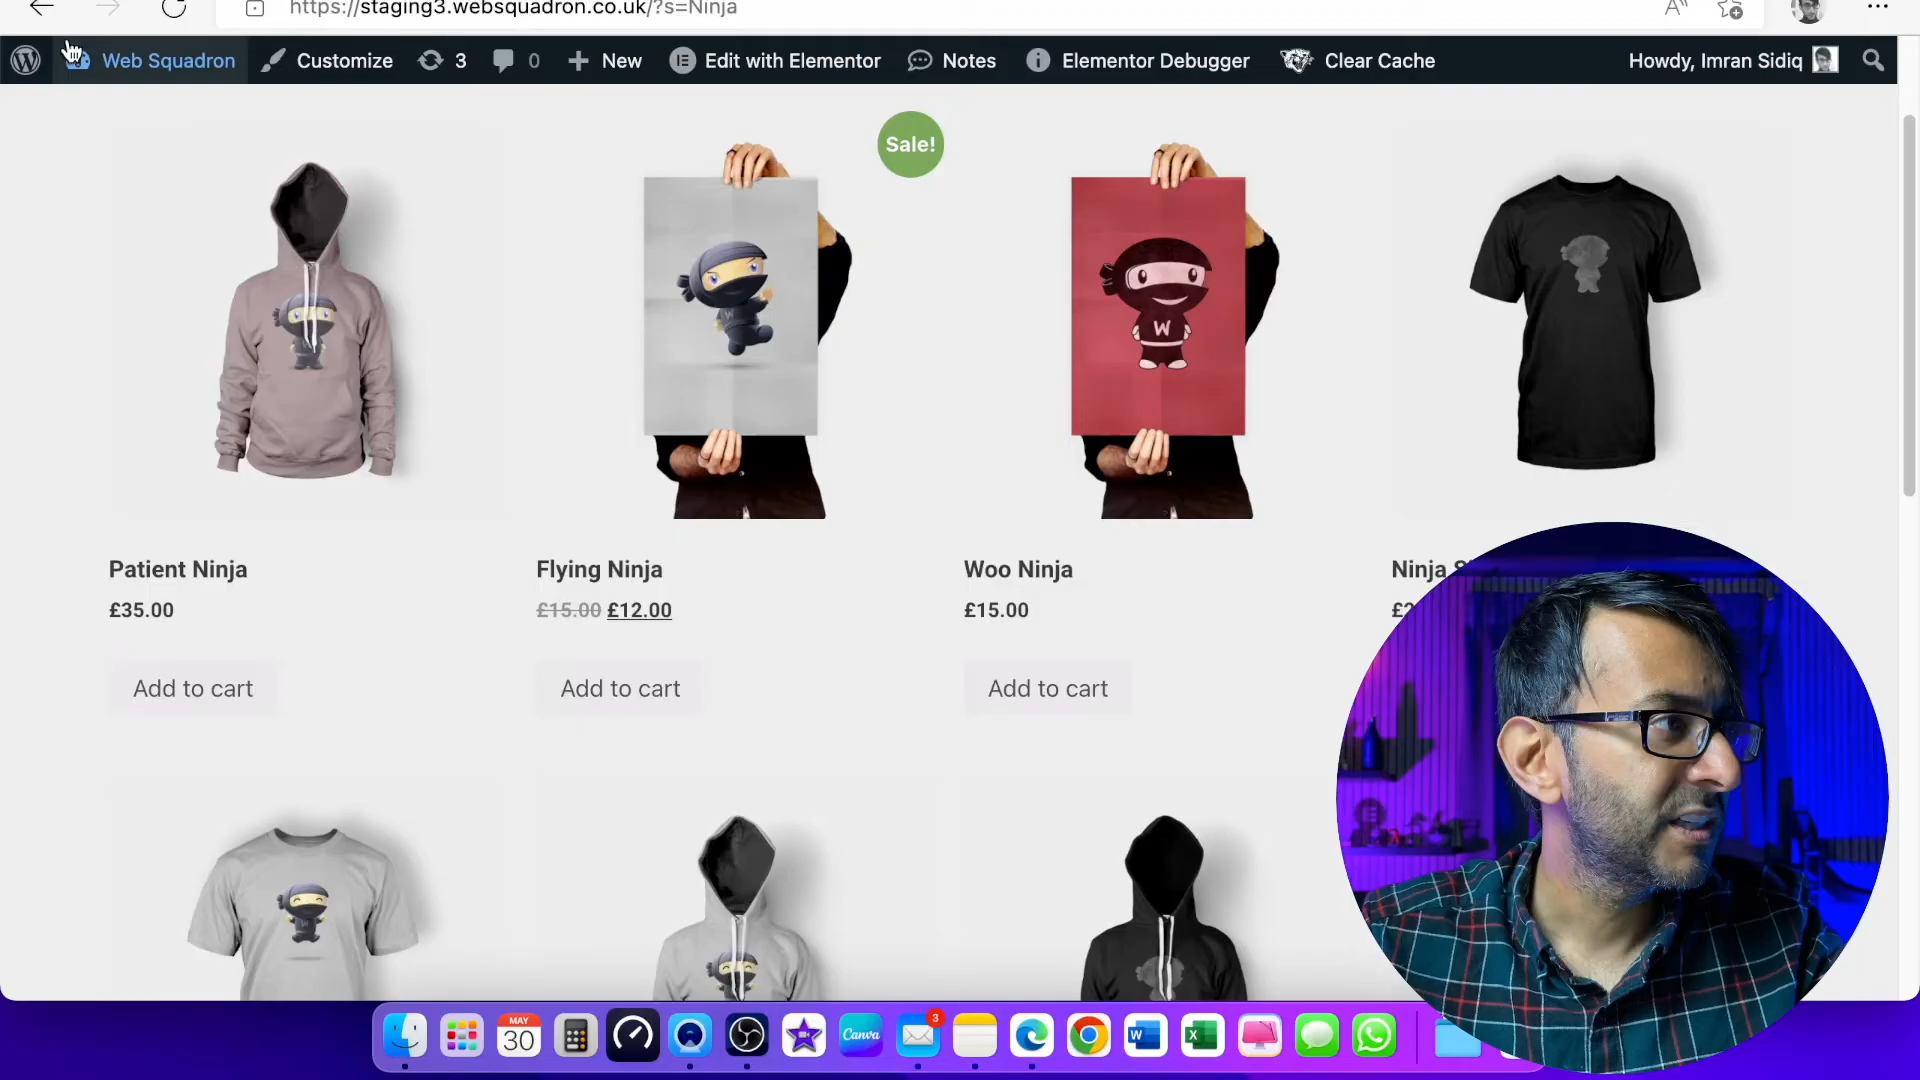 https://staging3.websquadron.co.uk/?s=Ninja
Web Squadron Customize 3 0 New Edit with Elementor Notes Elementor Debugger Clear Cache Howdy, Imran Sidiq
Sale!
W
W
Patient Ninja Flying Ninja Woo Ninja Ninja
£35.00 £15.00 £12.00 £15.00
Add to cart Add to cart Add to cart
W
MAY
30
Canva
3
W
X